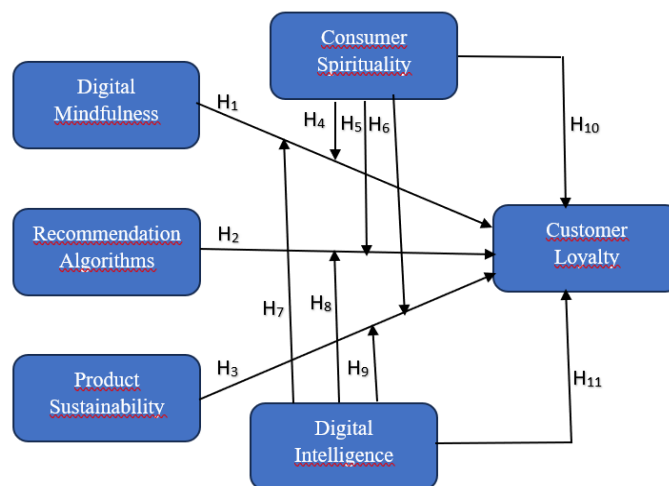 Consumer
Spirituality
Digital
Mindfulness
H1
H4
H5
H6
H10
Recommendation
Algorithms
H2
Customer
Loyalty
H7
H8
Product
Sustainability
H3
H9
H11
Digital
Intelligence